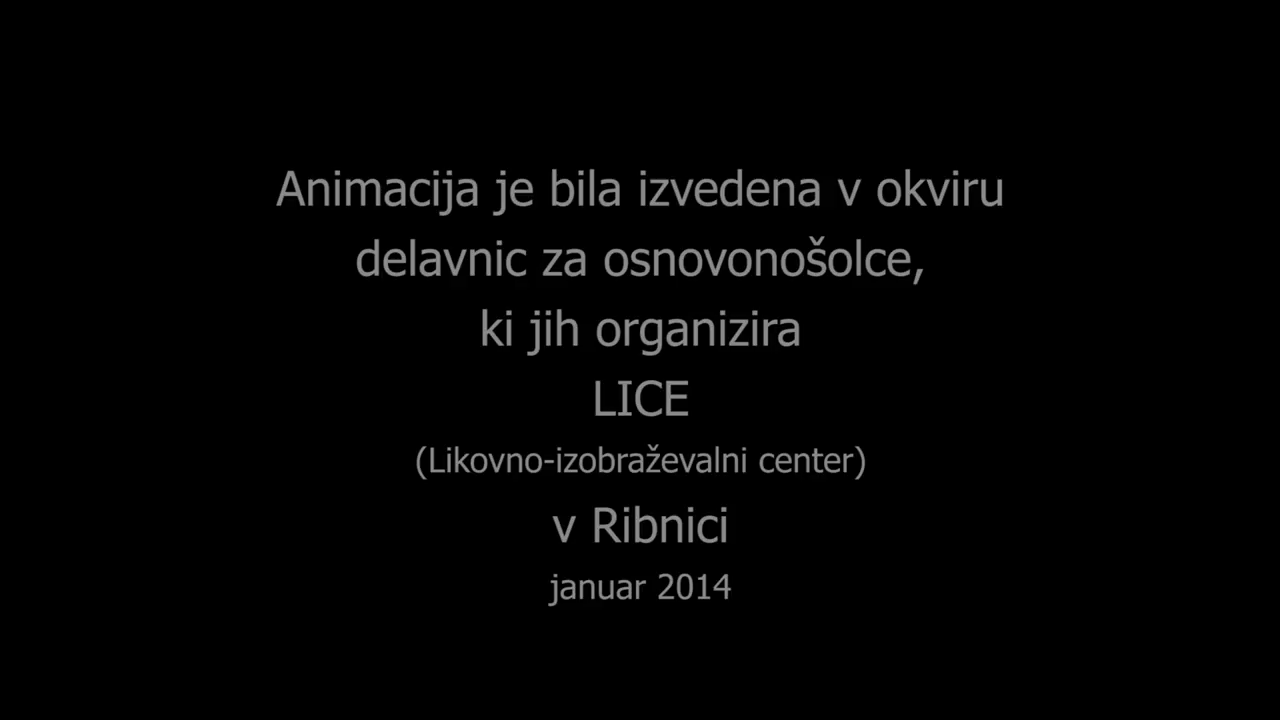 Animacija je bila izvedena v okviru
delavnic za osnovonošolce,
ki jih organizira
LICE
(Likovno-izobraževalni center)
v Ribnici
januar 2014